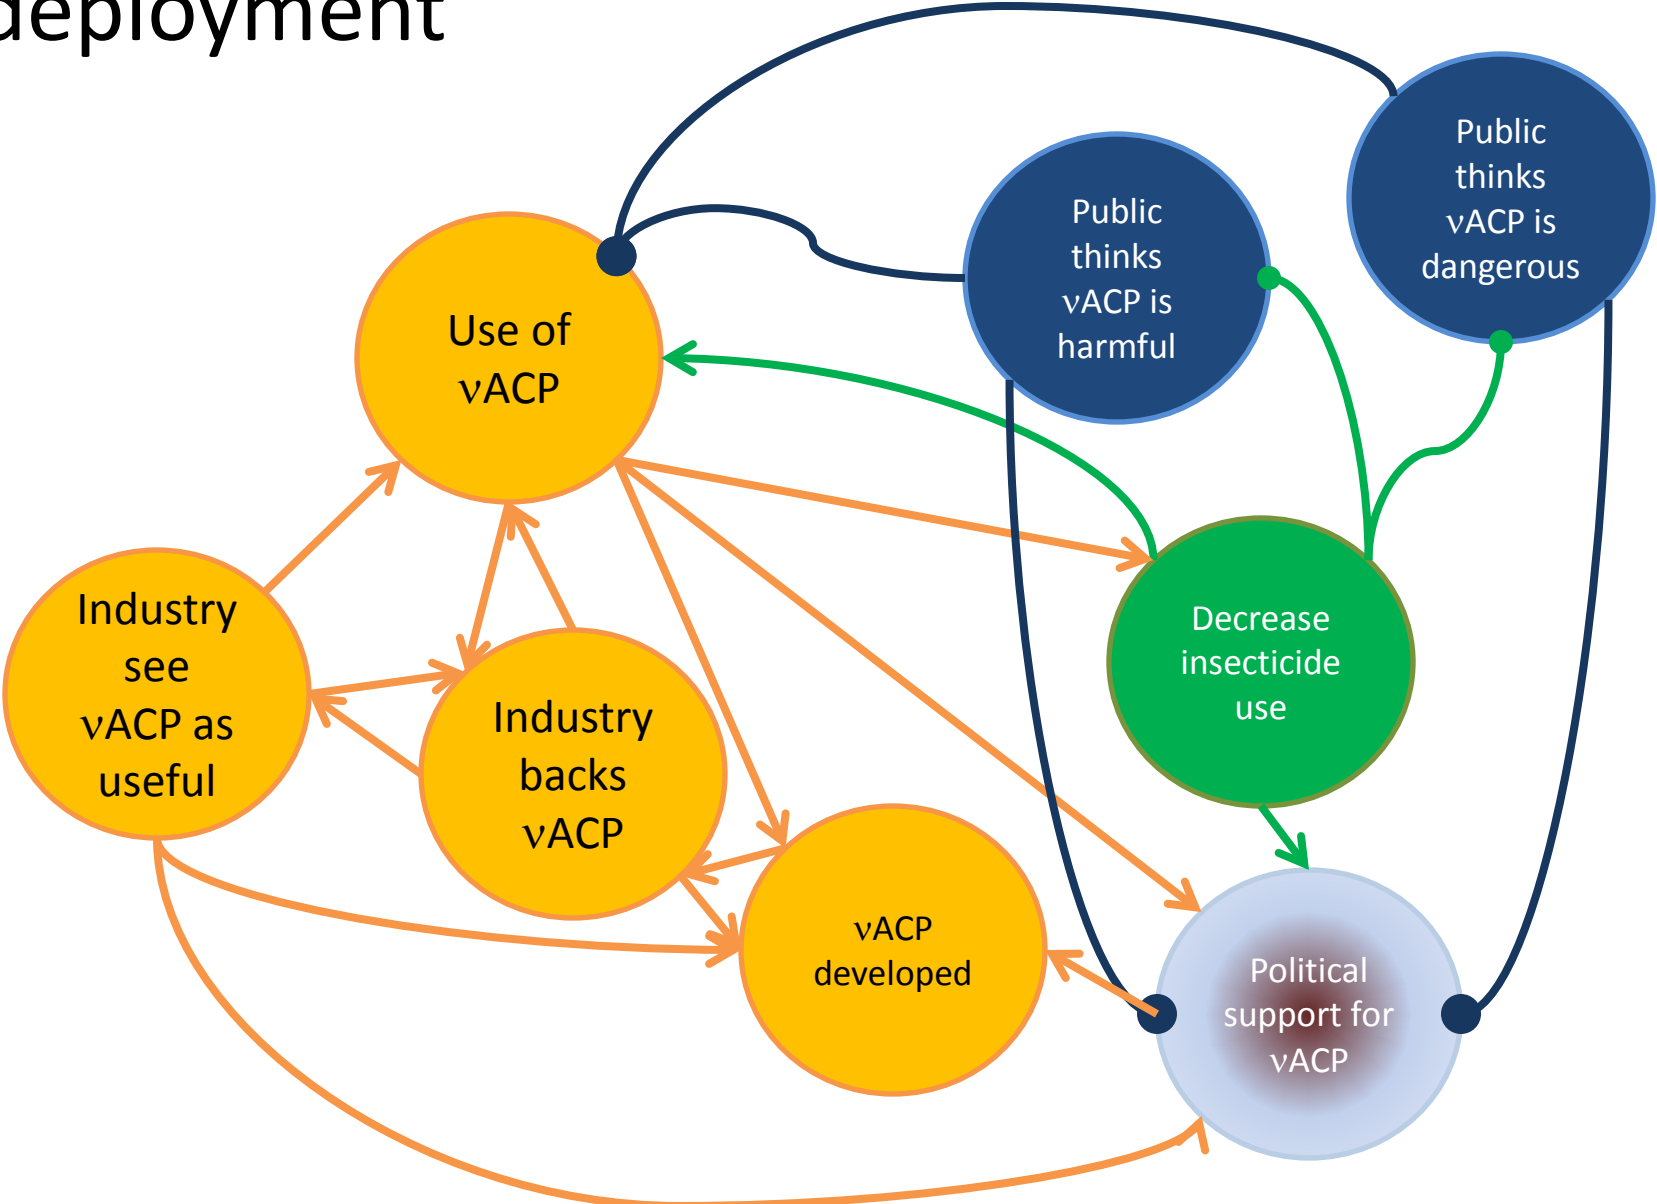 deployment
Public
thinks
νACP is
dangerous
Public
thinks
νACP is
harmful
Use of
νACP
Industry
see
νACP as
useful
Industry
backs
νACP
Decrease
insecticide
use
νACP
developed
Political
support for
νACP